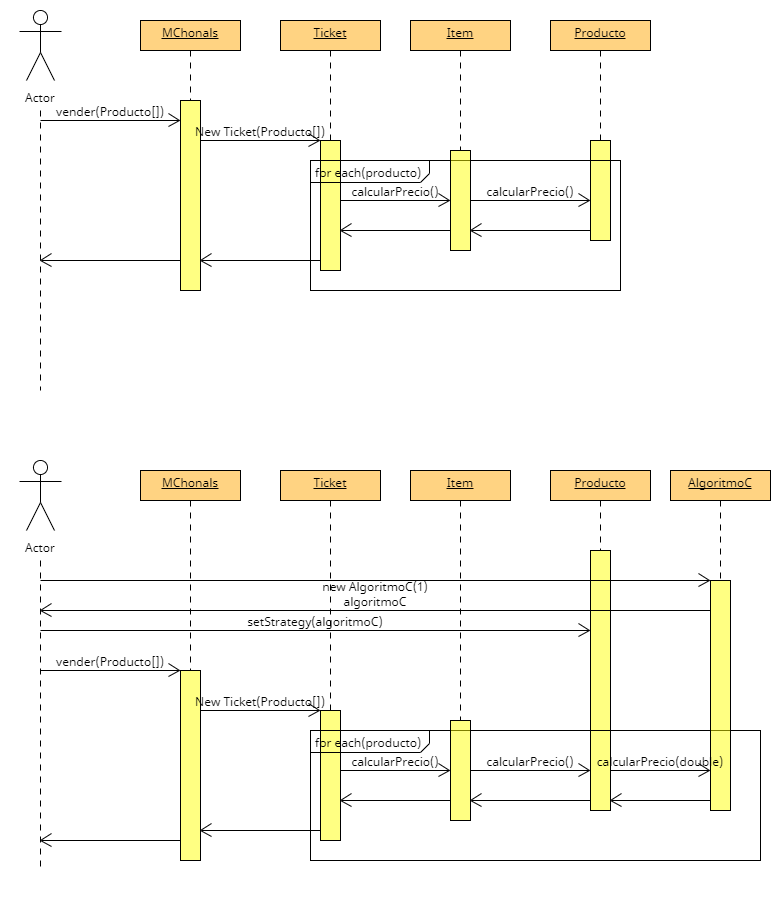 MChonals
Ticket
Item
Producto
Actor
vender(Producto[])
New Ticket(Producto[])
for each(producto)
calcularPrecio()
calcularPrecio()
MChonals
Ticket
Item
Producto
AlgoritmoC
Actor
new AlgoritmoC(1)
algoritmoC
setStrategy(algoritmoC)
vender(Producto[])
New Ticket(Producto[])
for each(producto)
calcularPrecio()
calcularPrecio()
calcularPrecio(double)